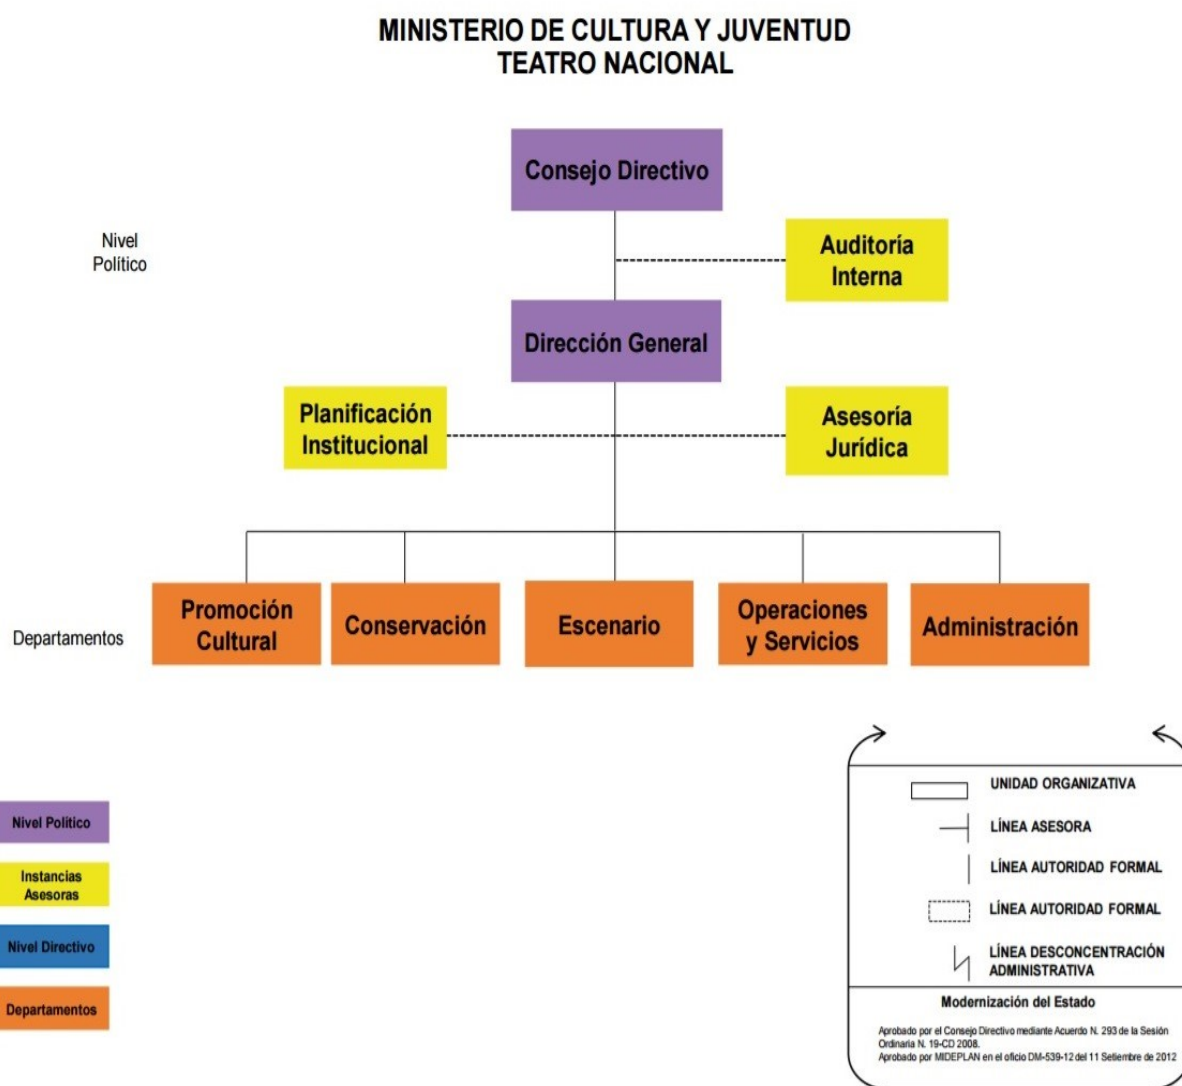 MINISTERIO DE CULTURA Y JUVENTUD
TEATRO NACIONAL
Consejo Directivo
Nivel
Político
Auditoría
Interna
Dirección General
Planificación
Institucional
Asesoría
Jurídica
Departamentos
Promoción
Cultural
Conservación
Escenario
Operaciones
y Servicios
Administración
Nivel Político
Instancias
Asesoras
Nivel Directivo
Departamentos
UNIDAD ORGANIZATIVA
LÍNEA ASESORA
LÍNEA AUTORIDAD FORMAL
LÍNEA AUTORIDAD FORMAL
LÍNEA DESCONCENTRACIÓN
ADMINISTRATIVA
Modernización del Estado
Aprobado por el Consejo Directivo mediante Acuerdo N. 293 de la Sesión
Ordinaria N. 19-CD 2008.
Aprobado por MIDEPLAN en el oficio DM-539-12 del 11 Setiembre de 2012